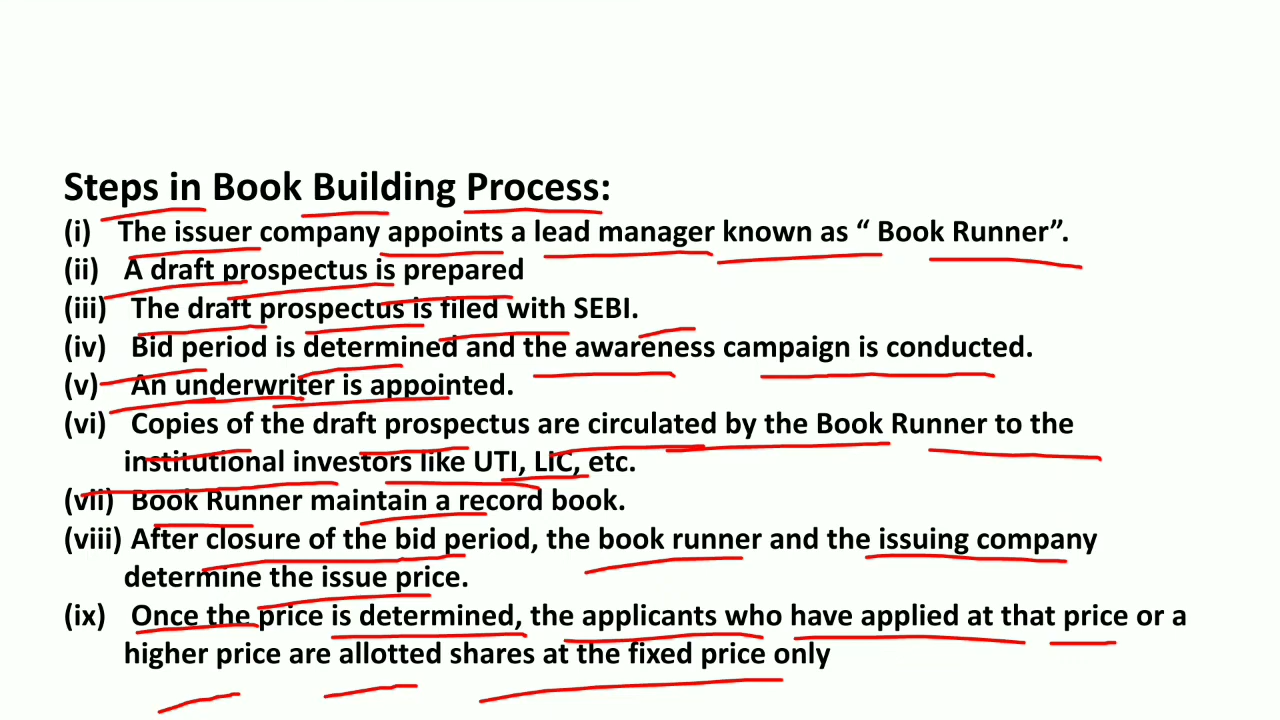 Steps in Book Building Process:
(i) The issuer company appoints a lead manager known as “ Book Runner”.
(ii) A draft prospectus is prepared
(iii) The draft prospectus is filed with SEBI.
(iv) Bid period is determined and the awareness campaign is conducted.
(v) An underwriter is appointed.
(vi) Copies of the draft prospectus are circulated by the Book Runner to the
institutional investors like UTI, LIC, etc.
(vii) Book Runner maintain a record book.
(viii) After closure of the bid period, the book runner and the issuing company
determine the issue price.
(ix) Once the price is determined, the applicants who have applied at that price or a
higher price are allotted shares at the fixed price only